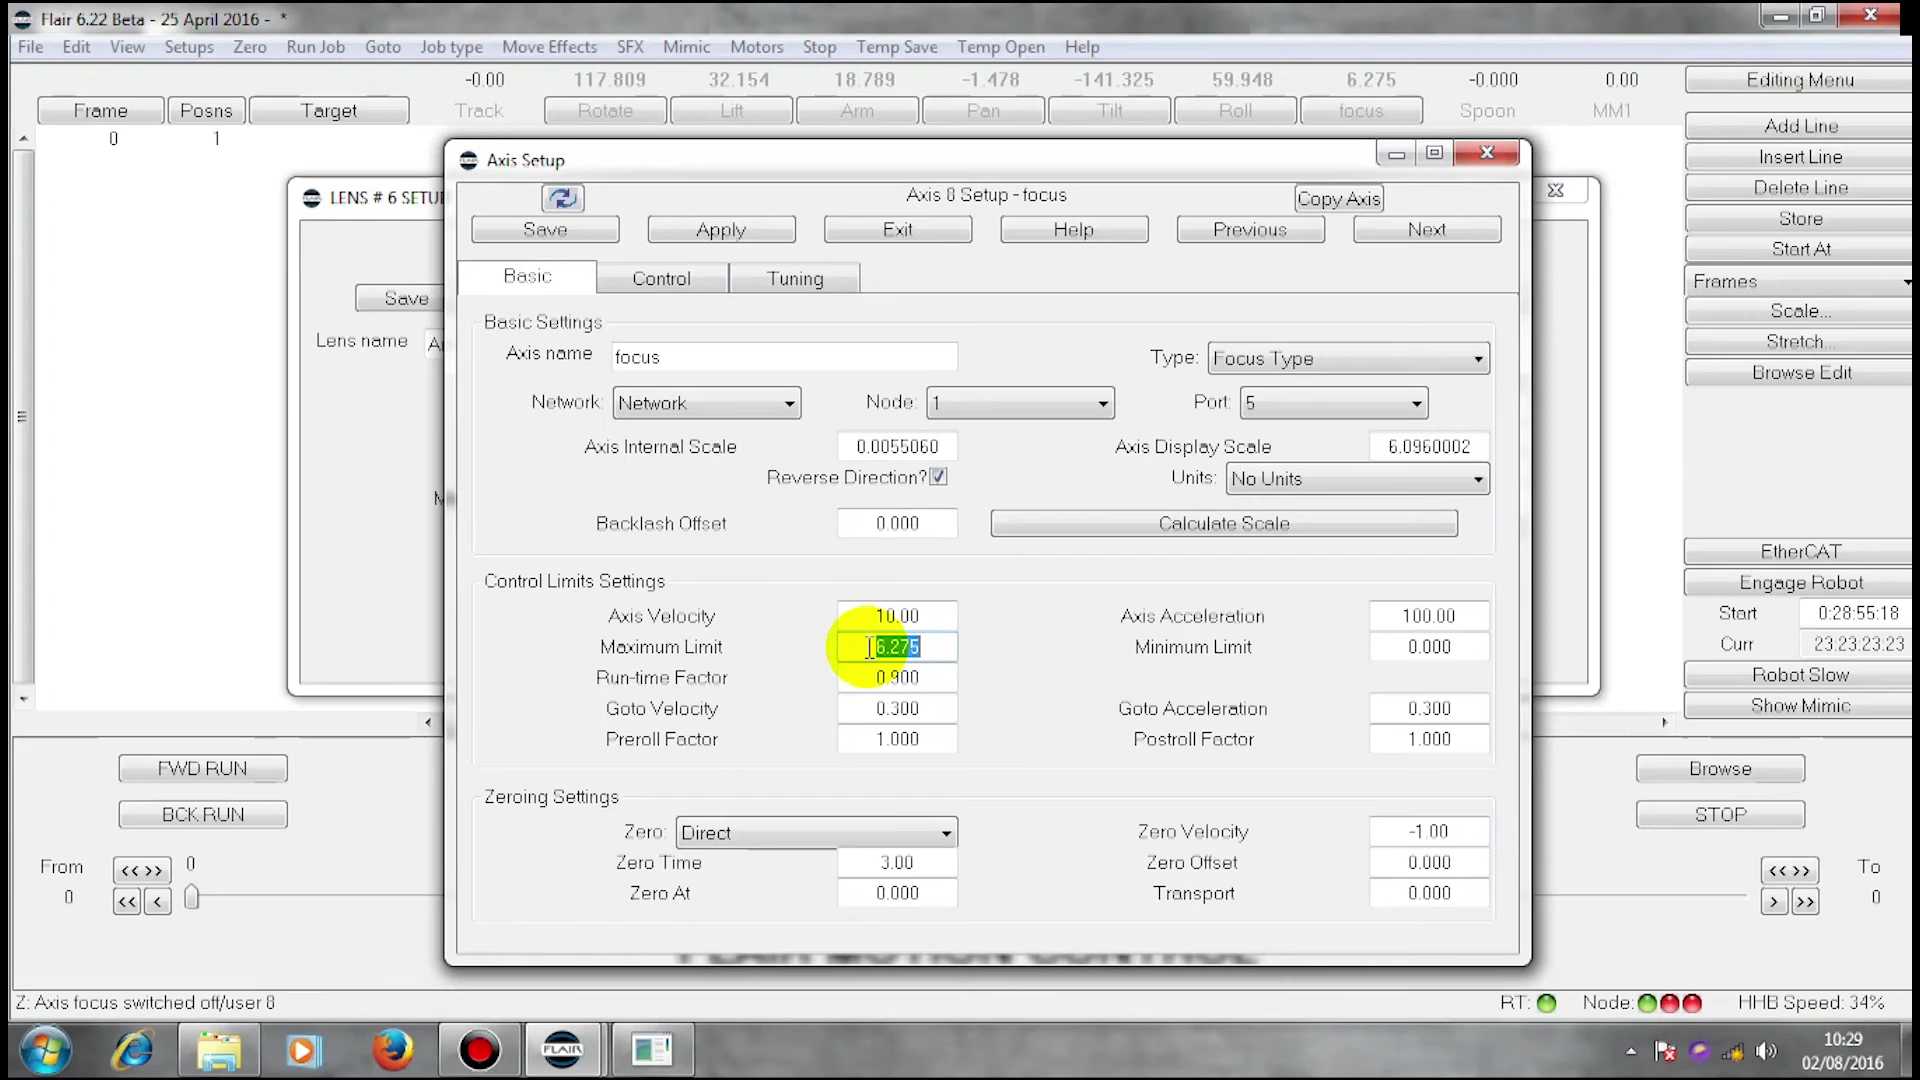 Flair 6.22 Beta - 25 April 2016 - *
File Edit View Setups Zero Run Job Goto Job type Move Effects SFX Mimic Motors Stop Temp Save Temp Open Help
-0.00 117.809 32.154 18.789 -1.478 -141.325 59.948 6.275 -0.000 0.00 Editing Menu
Frame Posns Target Track Rotate Lift Arm Pan Tilt Roll focus Spoon MM1
0 1
Add Line
Insert Line
Delete Line
Store
Start At
Frames
Scale...
Stretch...
Browse Edit
EtherCAT
Engage Robot
Start 0:28:55:18
Curr 23:23:23:23
Robot Slow
Show Mimic
LENS # 6 SETU
Save
Lens name
Axis Setup
Axis 8 Setup - focus Copy Axis
Save Apply Exit Help Previous Next
Basic Control Tuning
Basic Settings
Axis name focus Type: Focus Type
Network: Network Node: 1 Port: 5
Axis Internal Scale 0.0055060 Axis Display Scale 6.0960002
Reverse Direction? Units: No Units
Backlash Offset 0.000 Calculate Scale
Control Limits Settings
Axis Velocity 10.00 Axis Acceleration 100.00
Maximum Limit 6.275 Minimum Limit 0.000
Run-time Factor 0.900
Goto Velocity 0.300 Goto Acceleration 0.300
Preroll Factor 1.000 Postroll Factor 1.000
Zeroing Settings
Zero: Direct Zero Velocity -1.00
Zero Time 3.00 Zero Offset 0.000
Zero At 0.000 Transport 0.000
FWD RUN Browse
BCK RUN STOP
From << >> 0 << >> To
0 << < > >> 0
Z: Axis focus switched off/user 8 RT: Node: HHB Speed: 34%
FLAIR
10:29
02/08/2016